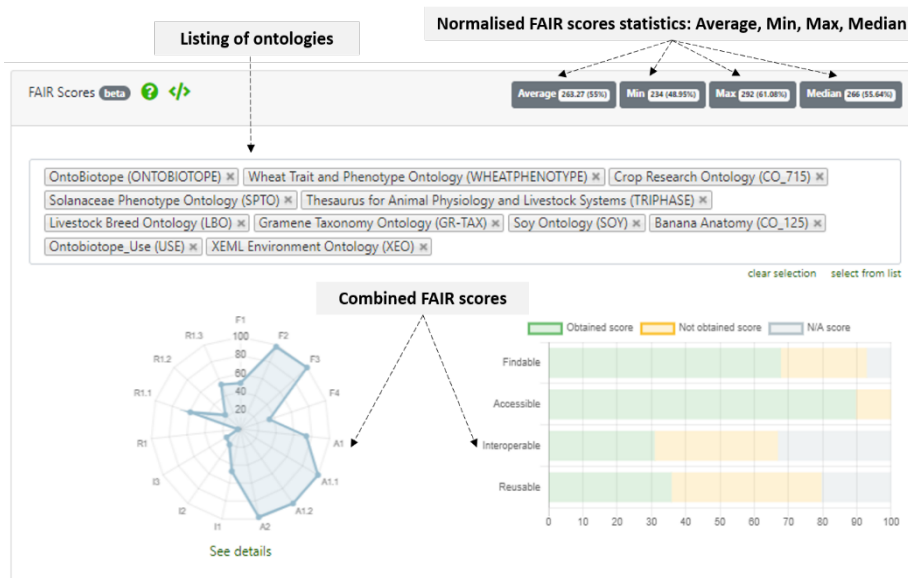 Listing of ontologies
Normalised FAIR scores statistics: Average, Min, Max, Median
FAIR Scores beta ? </>
Average 263.27 (55%) Min 234 (48.95%) Max 292 (61.08%) Median 266 (55.64%)
OntoBiotope (ONTOBIOTOPE) × Wheat Trait and Phenotype Ontology (WHEATPHENOTYPE) × Crop Research Ontology (CO_715) ×
Solanaceae Phenotype Ontology (SPTO) × Thesaurus for Animal Physiology and Livestock Systems (TRIPHASE) ×
Livestock Breed Ontology (LBO) × Gramene Taxonomy Ontology (GR-TAX) × Soy Ontology (SOY) × Banana Anatomy (CO_125) ×
Ontobiotope_Use (USE) × XEML Environment Ontology (XEO) ×
clear selection select from list
Combined FAIR scores
F1
F2
F3
F4
A1
A1.1
A1.2
A2
I1
I2
I3
R1
R1.1
R1.2
R1.3
100
80
60
40
20
See details
Obtained score Not obtained score N/A score
Findable
Accessible
Interoperable
Reusable
0 10 20 30 40 50 60 70 80 90 100